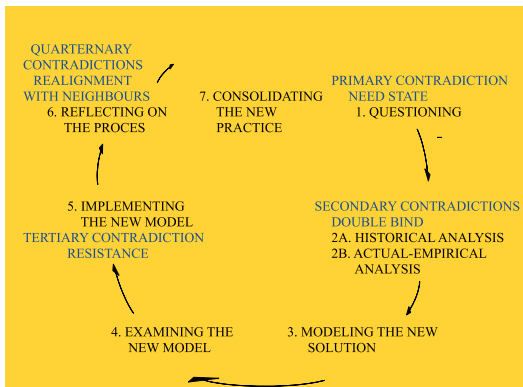 PRIMARY CONTRADICTION
NEED STATE
1. QUESTIONING
SECONDARY CONTRADICTIONS
DOUBLE BIND
2A. HISTORICAL ANALYSIS
2B. ACTUAL-EMPIRICAL
ANALYSIS
3. MODELING THE NEW
SOLUTION
4. EXAMINING THE
NEW MODEL
5. IMPLEMENTING
THE NEW MODEL
TERTIARY CONTRADICTION
RESISTANCE
QUARTERNARY
CONTRADICTIONS
REALIGNMENT
WITH NEIGHBOURS
6. REFLECTING ON
THE PROCES
7. CONSOLIDATING
THE NEW
PRACTICE